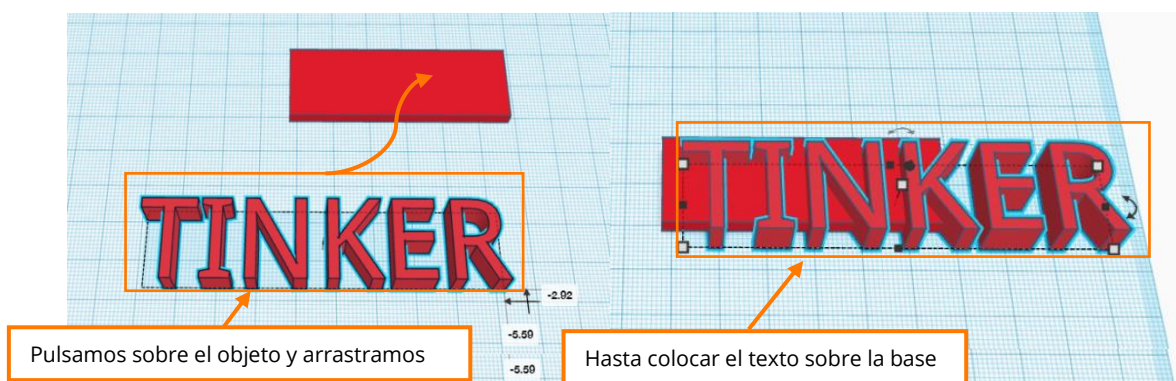 TINKER
-2.92
-5.59
-5.59
Pulsamos sobre el objeto y arrastramos
TINKER
Hasta colocar el texto sobre la base